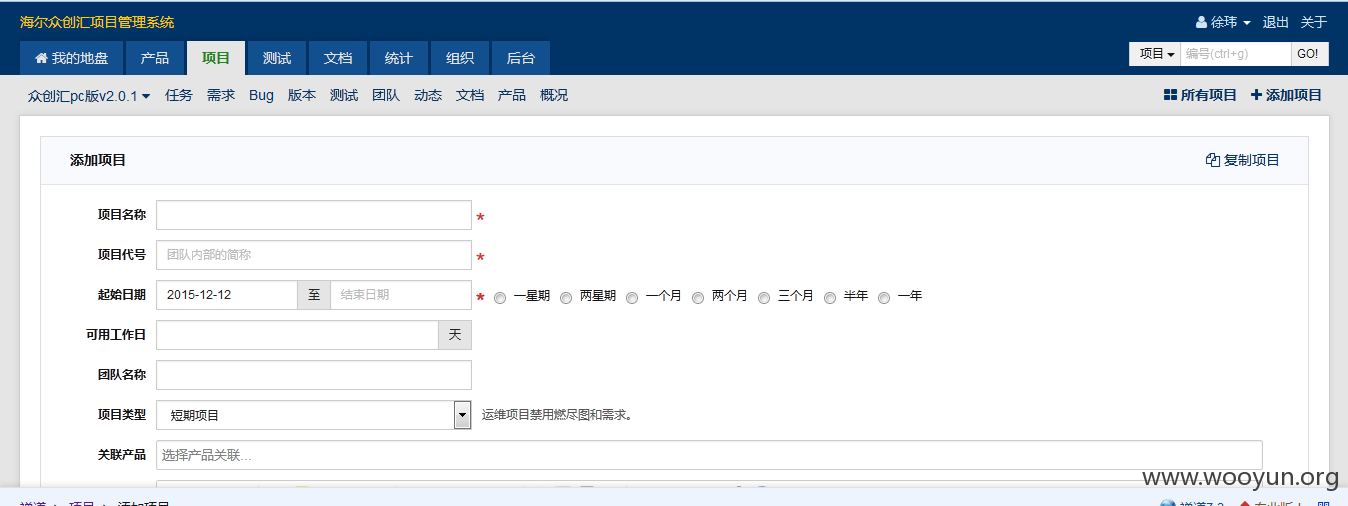 海尔众创汇项目管理系统
徐玮 退出 关于
我的地盘 产品 项目 测试 文档 统计 组织 后台
项目 编号(ctrl+g) GO!
众创汇pc版v2.0.1 任务 需求 Bug 版本 测试 团队 动态 文档 产品 概况
所有项目 添加项目
添加项目
复制项目
项目名称 *
项目代号 团队内部的简称 *
起始日期 2015-12-12 至 结束日期 * 一星期 两星期 一个月 两个月 三个月 半年 一年
可用工作日 天
团队名称
项目类型 短期项目 运维项目禁用燃尽图和需求。
关联产品 选择产品关联...
www.wooyun.org